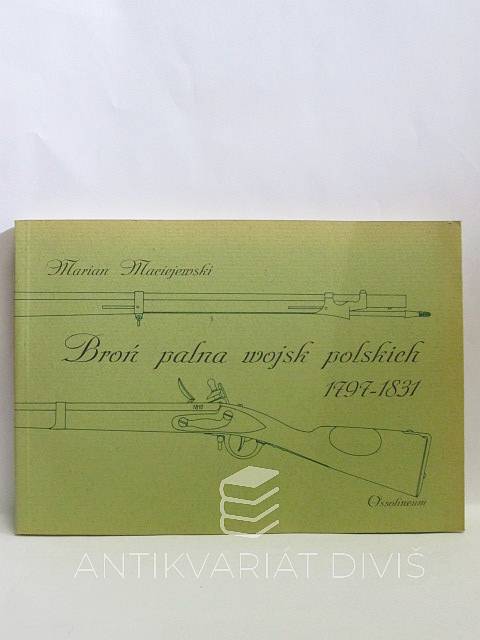 Marian Maciejewski
Broń palna wojsk polskich
1797-1831
Ossolineum
ANTIKVARIÁT DIVIŠ